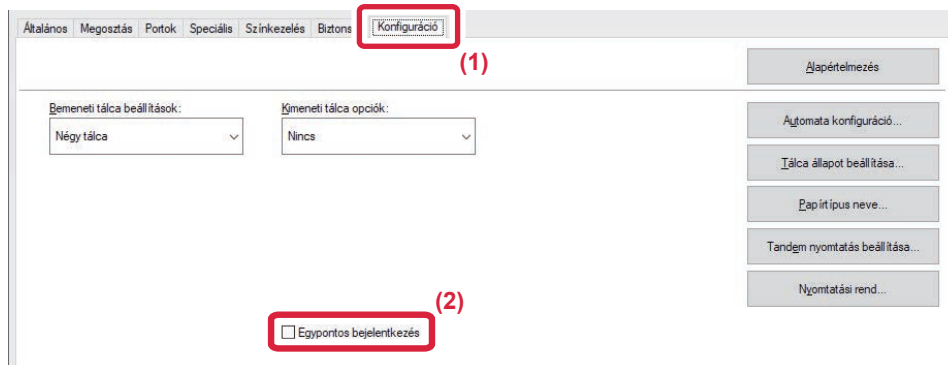 Általános Megosztás Portok Speciális Színkezelés Biztons Konfiguráció
(1)
Alapértelmezés
Bemeneti tálca beállítások:
Kimeneti tálca opciók:
Négy tálca
Nincs
Automata konfiguráció...
Tálca állapot beállítása...
Papírtípus neve...
Tandem nyomtatás beállítása...
Nyomtatási rend...
(2)
Egypontos bejelentkezés